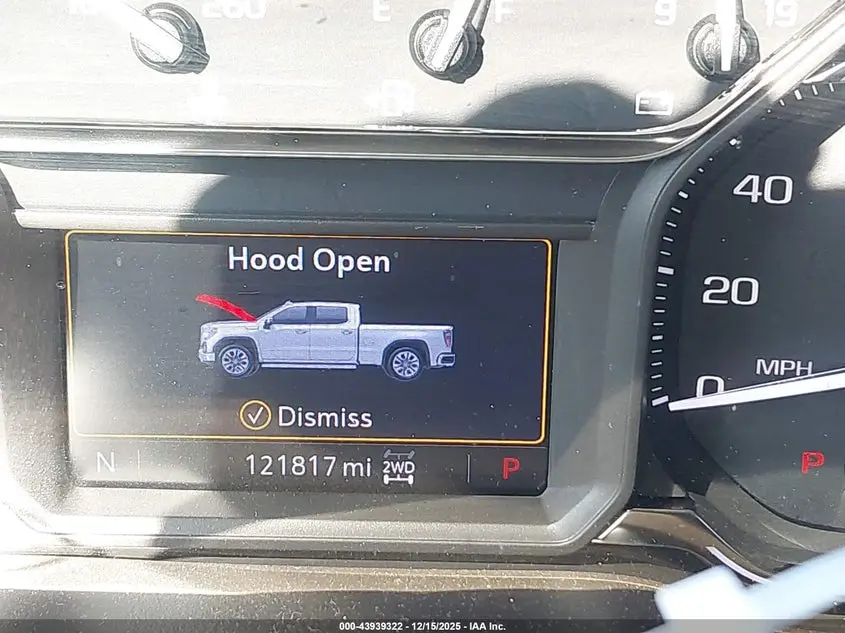 260 E F 9 19
40
20
MPH
0
P
Hood Open
Dismiss
N 121817 mi 2WD P
000-43939322 - 12/15/2025 - IAA Inc.